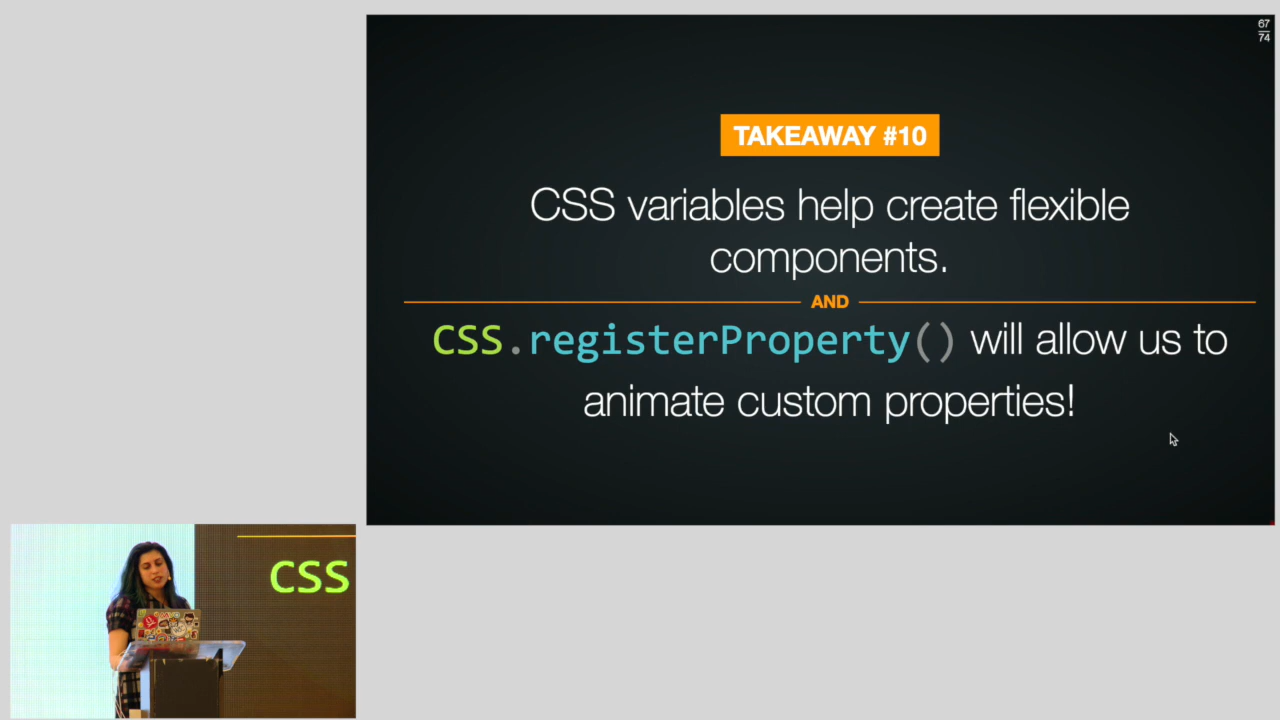 67
74
TAKEAWAY #10
CSS variables help create flexible
components.
AND
CSS.registerProperty() will allow us to
animate custom properties!
CSS